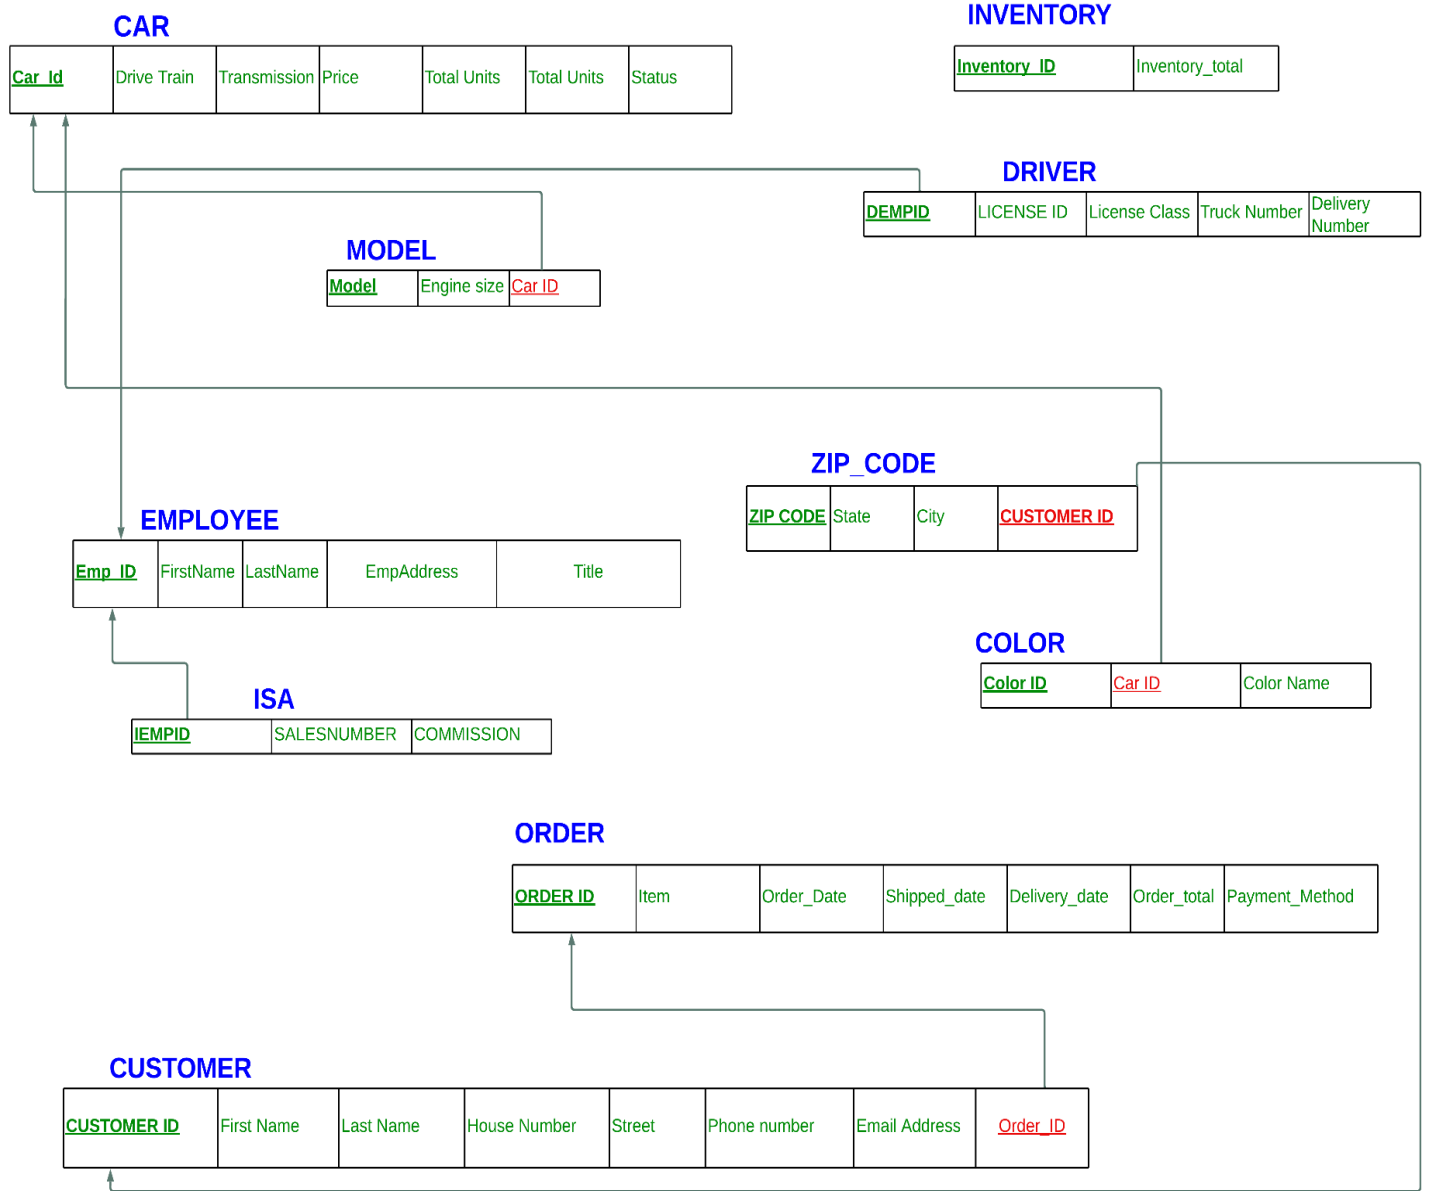 CAR
Car_Id Drive Train Transmission Price Total Units Total Units Status
INVENTORY
Inventory_ID Inventory_total
DRIVER
DEMPID LICENSE ID License Class Truck Number Delivery
Number
MODEL
Model Engine size Car ID
ZIP_CODE
ZIP CODE State City CUSTOMER ID
EMPLOYEE
Emp_ID FirstName LastName EmpAddress Title
COLOR
Color ID Car ID Color Name
ISA
IEMPID SALESNUMBER COMMISSION
ORDER
ORDER ID Item Order_Date Shipped_date Delivery_date Order_total Payment_Method
CUSTOMER
CUSTOMER ID First Name Last Name House Number Street Phone number Email Address Order_ID